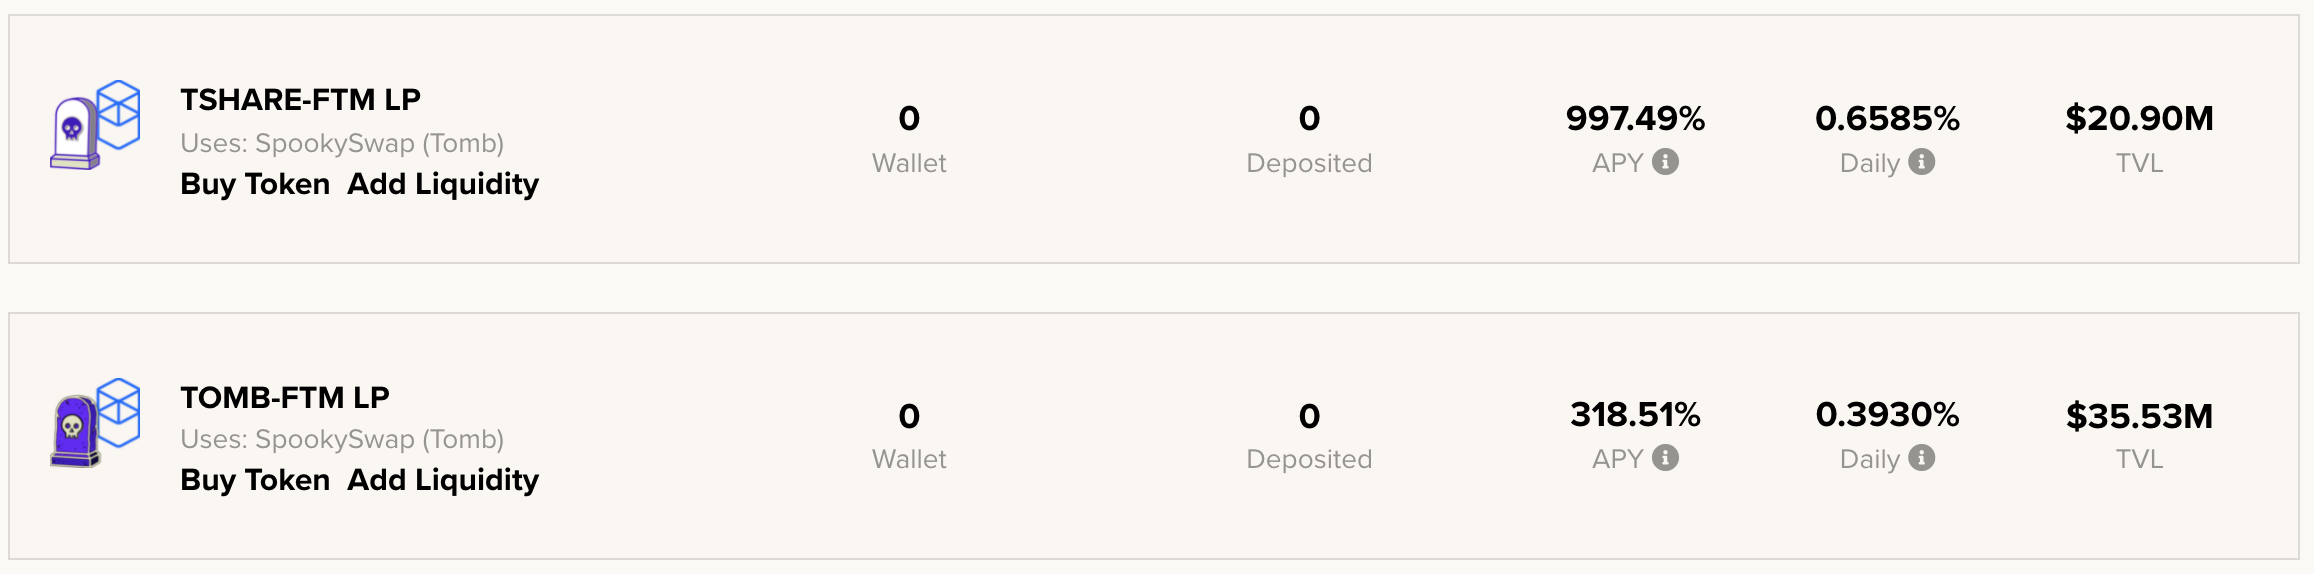 TSHARE-FTM LP
Uses: SpookySwap (Tomb)
Buy Token Add Liquidity
0
Wallet
0
Deposited
997.49%
APY
0.6585%
Daily
$20.90M
TVL
TOMB-FTM LP
Uses: SpookySwap (Tomb)
Buy Token Add Liquidity
0
Wallet
0
Deposited
318.51%
APY
0.3930%
Daily
$35.53M
TVL